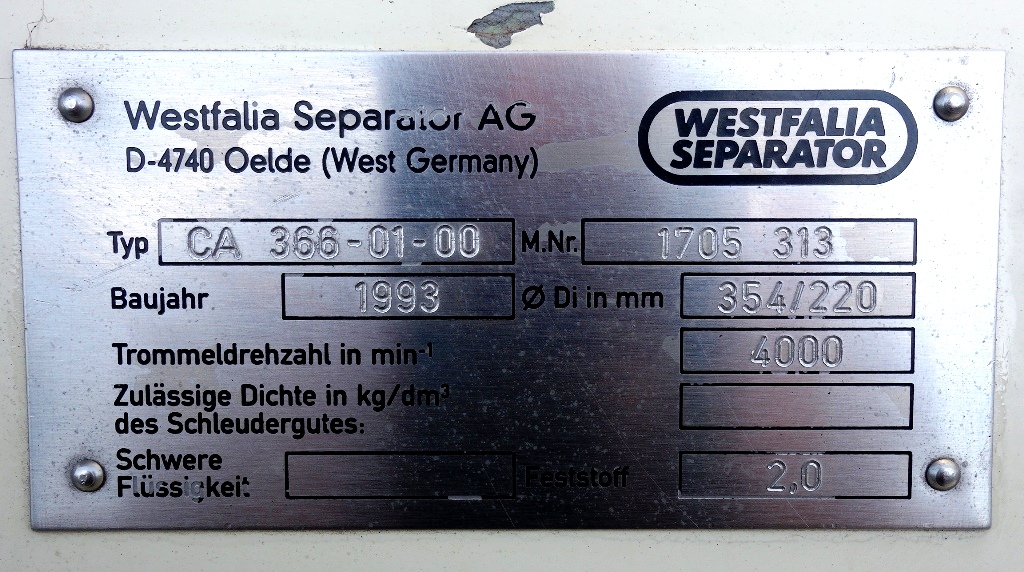 Westfalia Separator AG
D-4740 Oelde (West Germany)
WESTFALIA
SEPARATOR
Typ CA 366-01-00 M.Nr. 1705 313
Baujahr 1993 Ø Di in mm 354/220
Trommeldrehzahl in min⁻¹ 4000
Zulässige Dichte in kg/dm³
des Schleudergutes:
Schwere
Flüssigkeit Feststoff 2,0